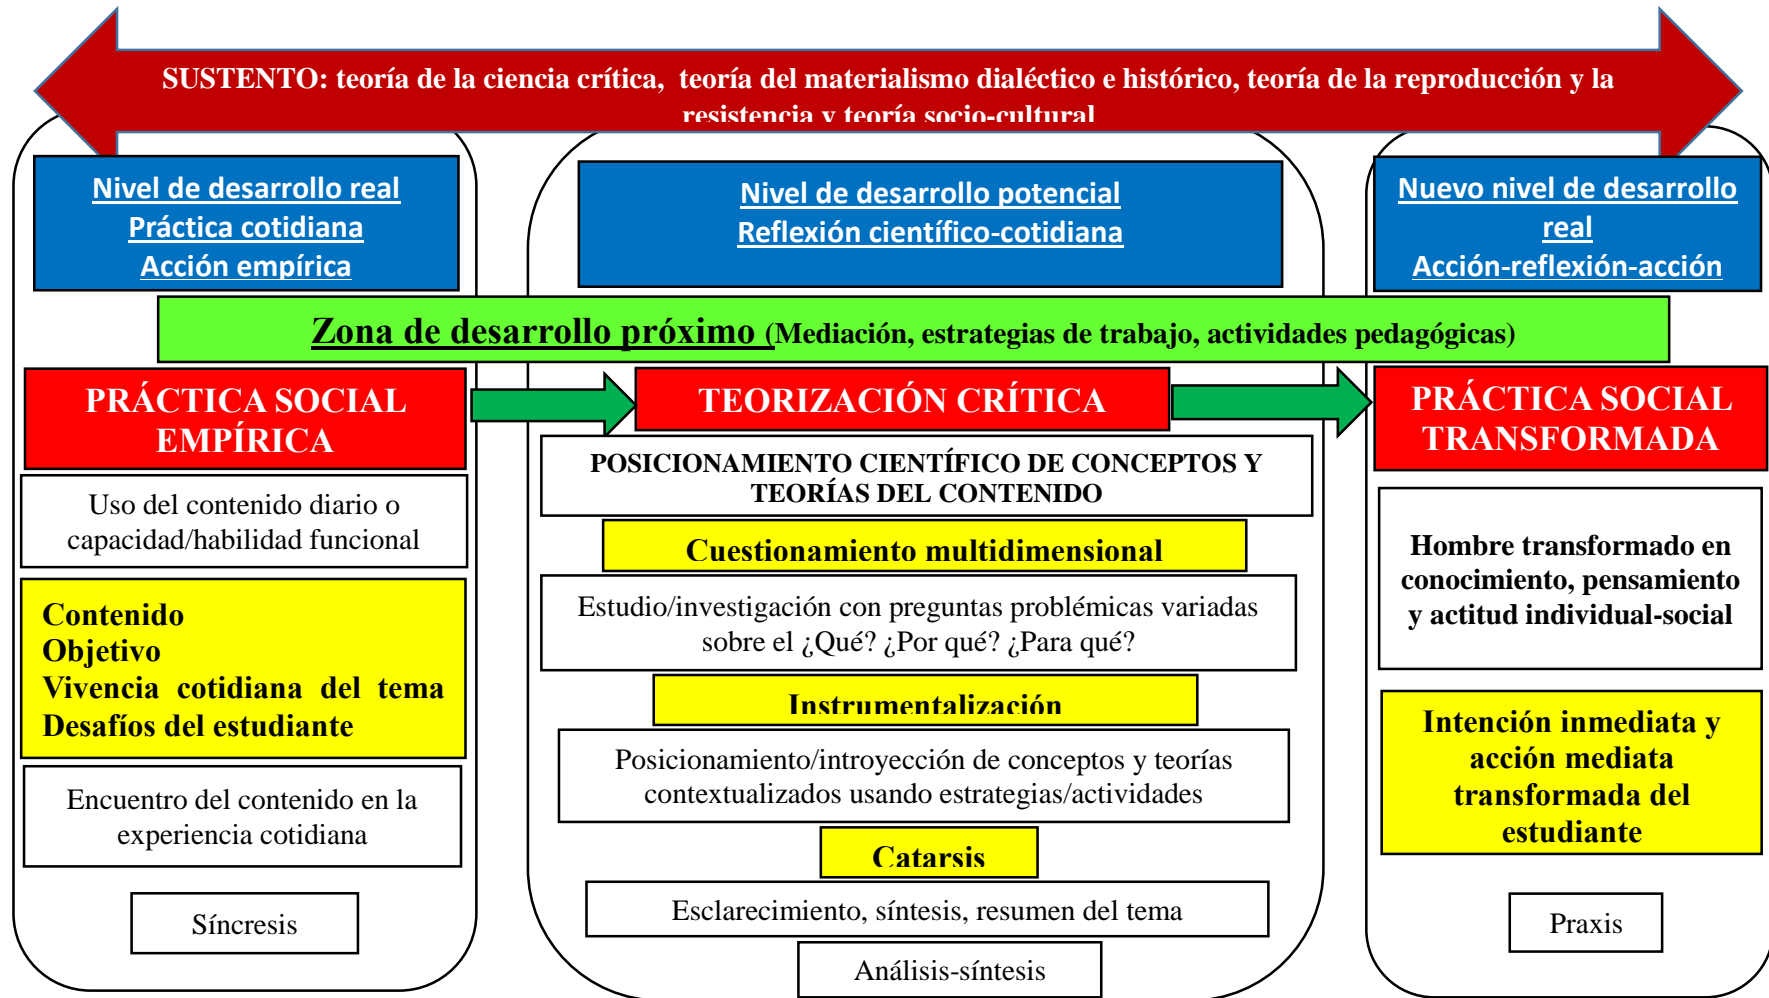 SUSTENTO: teoría de la ciencia crítica, teoría del materialismo dialéctico e histórico, teoría de la reproducción y la
resistencia y teoría socio-cultural
Nivel de desarrollo real
Práctica cotidiana
Acción empírica
Nivel de desarrollo potencial
Reflexión científico-cotidiana
Nuevo nivel de desarrollo
real
Acción-reflexión-acción
Zona de desarrollo próximo (Mediación, estrategias de trabajo, actividades pedagógicas)
PRÁCTICA SOCIAL
EMPÍRICA
Uso del contenido diario o
capacidad/habilidad funcional
Contenido
Objetivo
Vivencia cotidiana del tema
Desafíos del estudiante
Encuentro del contenido en la
experiencia cotidiana
Síncresis
TEORIZACIÓN CRÍTICA
POSICIONAMIENTO CIENTÍFICO DE CONCEPTOS Y
TEORÍAS DEL CONTENIDO
Cuestionamiento multidimensional
Estudio/investigación con preguntas problémicas variadas
sobre el ¿Qué? ¿Por qué? ¿Para qué?
Instrumentalización
Posicionamiento/introyección de conceptos y teorías
contextualizados usando estrategias/actividades
Catarsis
Esclarecimiento, síntesis, resumen del tema
Análisis-síntesis
PRÁCTICA SOCIAL
TRANSFORMADA
Hombre transformado en
conocimiento, pensamiento
y actitud individual-social
Intención inmediata y
acción mediata
transformada del
estudiante
Praxis